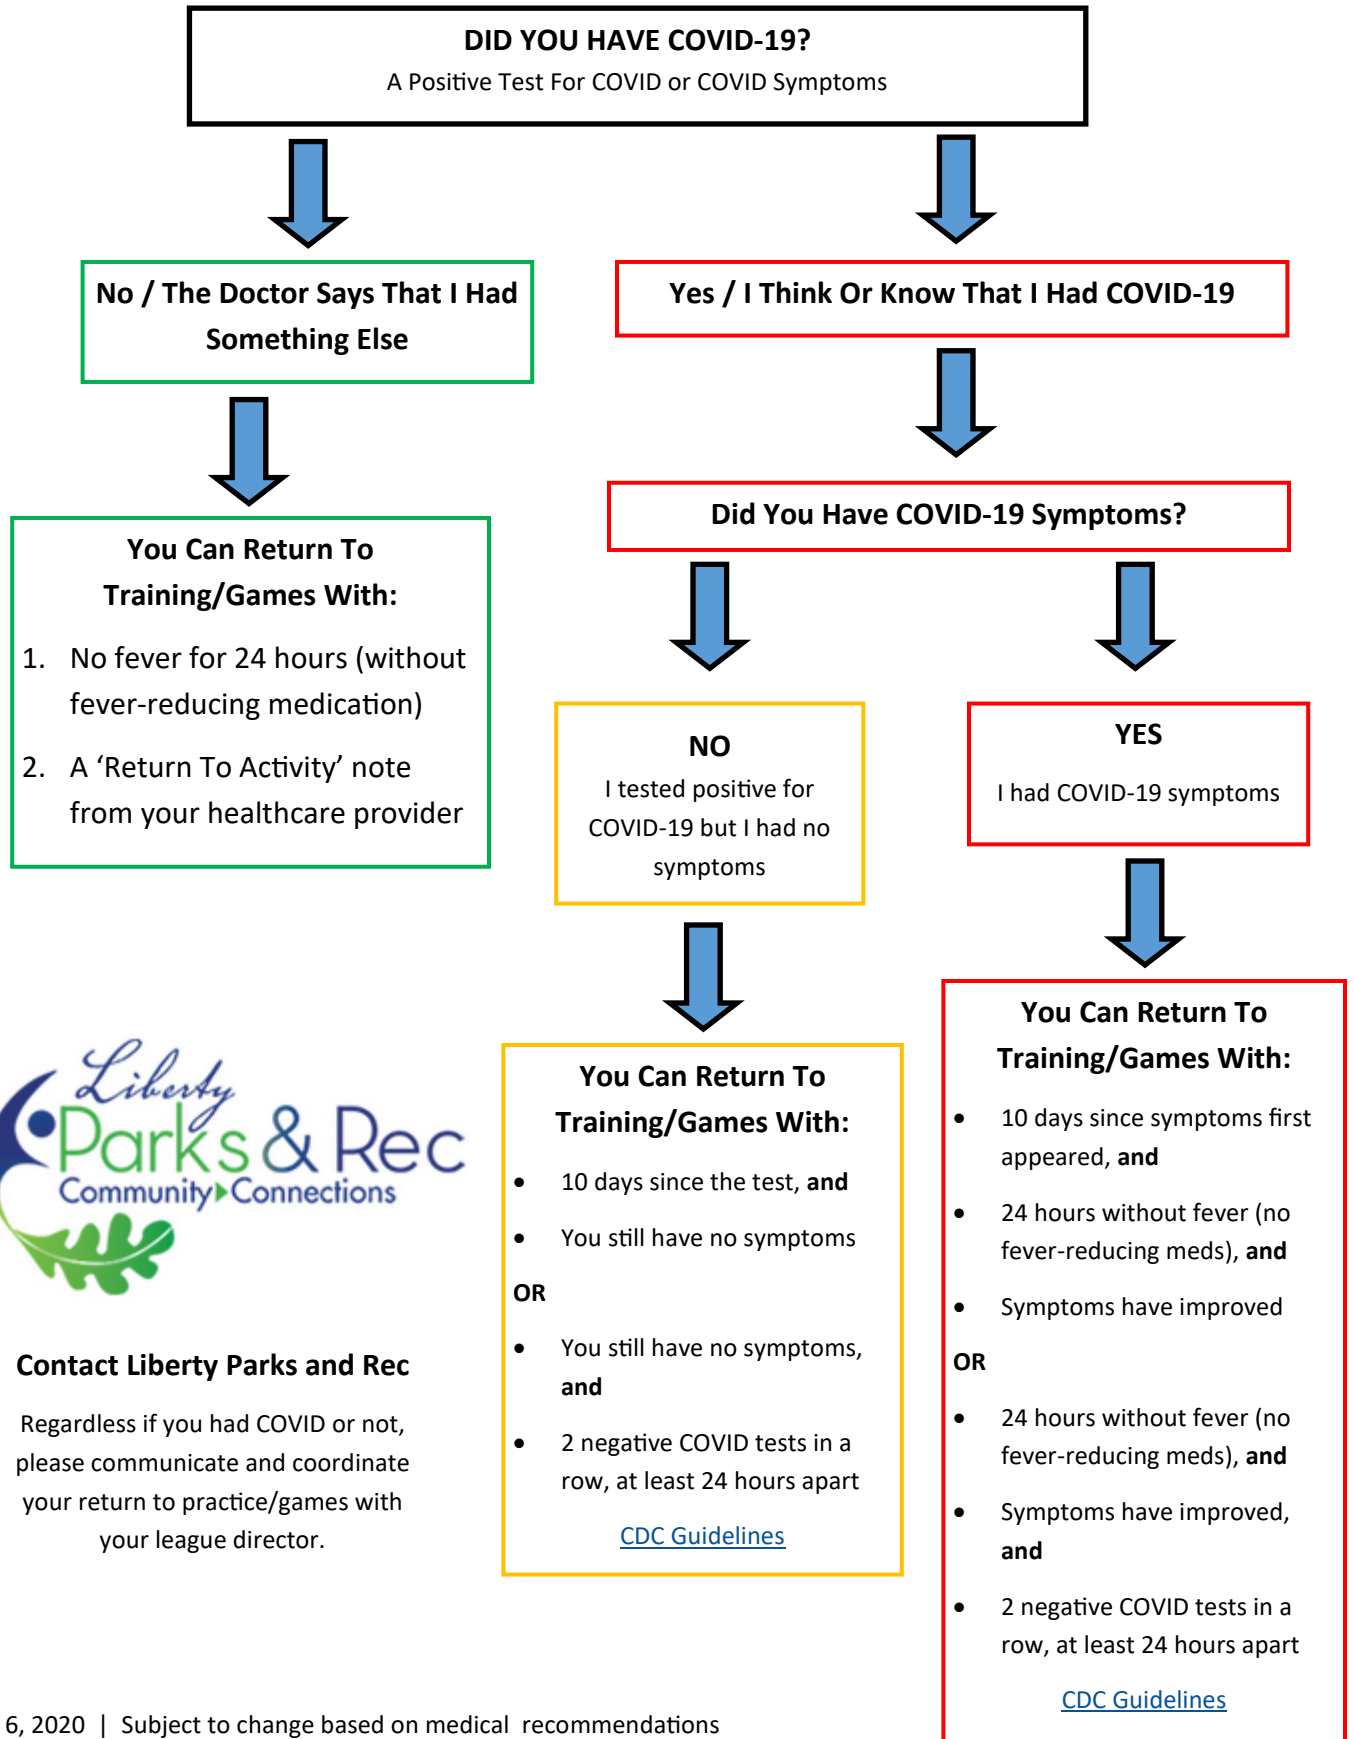 DID YOU HAVE COVID-19?
A Positive Test For COVID or COVID Symptoms
No / The Doctor Says That I Had
Something Else
Yes / I Think Or Know That I Had COVID-19
You Can Return To
Training/Games With:
1. No fever for 24 hours (without
fever-reducing medication)
2. A ‘Return To Activity’ note
from your healthcare provider
Did You Have COVID-19 Symptoms?
NO
I tested positive for
COVID-19 but I had no
symptoms
YES
I had COVID-19 symptoms
You Can Return To
Training/Games With:
• 10 days since the test, and
• You still have no symptoms
OR
• You still have no symptoms,
and
• 2 negative COVID tests in a
row, at least 24 hours apart
CDC Guidelines
You Can Return To
Training/Games With:
• 10 days since symptoms first
appeared, and
• 24 hours without fever (no
fever-reducing meds), and
• Symptoms have improved
OR
• 24 hours without fever (no
fever-reducing meds), and
• Symptoms have improved,
and
• 2 negative COVID tests in a
row, at least 24 hours apart
CDC Guidelines
Liberty
Parks & Rec
Community Connections
Contact Liberty Parks and Rec
Regardless if you had COVID or not,
please communicate and coordinate
your return to practice/games with
your league director.
6, 2020 | Subject to change based on medical recommendations